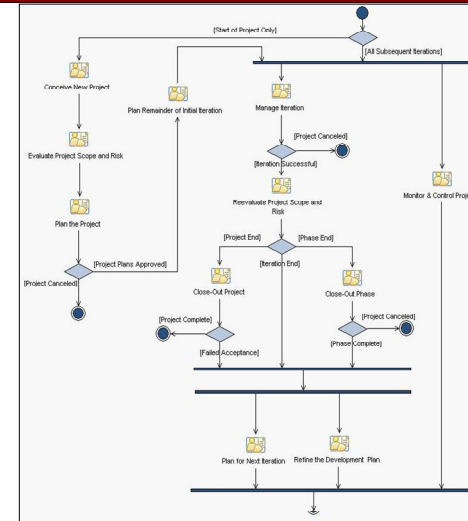 [Start of Project Only]
[All Subsequent Iterations]
Conceive New Project
Plan Remainder of Initial Iteration
Manage Iteration
[Project Canceled]
[Iteration Successful]
Evaluate Project Scope and Risk
Reevaluate Project Scope and
Risk
Monitor & Control Proje
Plan the Project
[Project End]
[Phase End]
[Iteration End]
[Project Plans Approved]
[Project Canceled]
Close-Out Project
Close-Out Phase
[Project Complete]
[Project Canceled]
[Failed Acceptance]
[Phase Complete]
Plan for Next Iteration
Refine the Development Plan